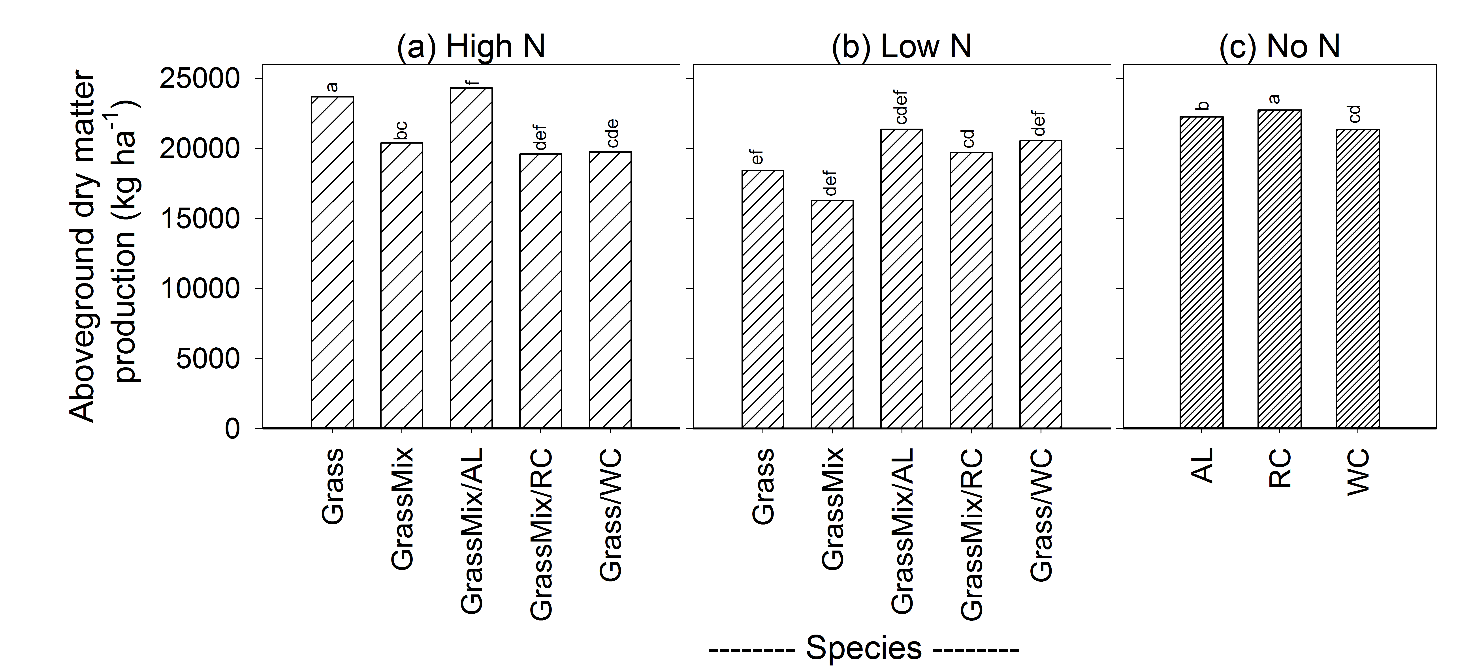 (a) High N
(b) Low N
(c) No N
Aboveground dry matter
production (kg ha-1)
25000
20000
15000
10000
5000
0
a
bc
f
def
cde
ef
def
cdef
cd
def
b
a
cd
Grass
GrassMix
GrassMix/AL
GrassMix/RC
Grass/WC
Grass
GrassMix
GrassMix/AL
GrassMix/RC
Grass/WC
AL
RC
WC
-------- Species --------